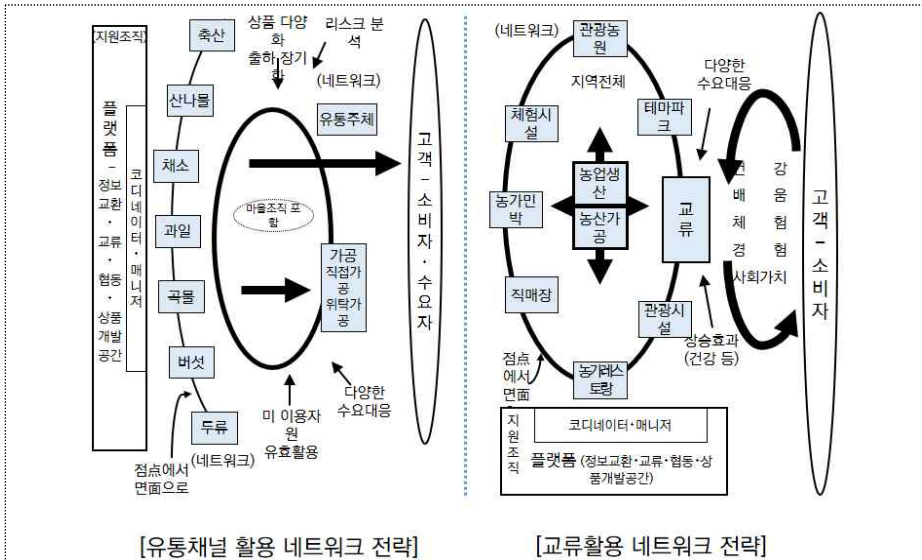 (지원조직)
플랫폼-정보교환·교류·협동·상품개발공간
코디네이터·매니저
축산
산나물
채소
과일
곡물
버섯
두류
(네트워크)
점点에서
면面으로
상품 다양
화
출하 장기
화
리스크 분
석
(네트워크)
유통주체
마을조직 포
함
가공
직접가
공
위탁가
공
미 이용자
원
유효활용
다양한
수요대응
고객-소비자·수요자
[유통채널 활용 네트워크 전략]
(네트워크)
관광농
원
지역전체
체험시
설
테마파
크
농가민
박
농업생
산
농산가
공
교류
직매장
관광시
설
농가레스
토랑
점点
에서
면面
다양한
수요대응
상승효과
(건강 등)
건 강
배 움
체 험
경 험
사회가치
고객-소비자
지원조직
코디네이터·매니저
플랫폼 (정보교환·교류·협동·상
품개발공간)
[교류활용 네트워크 전략]